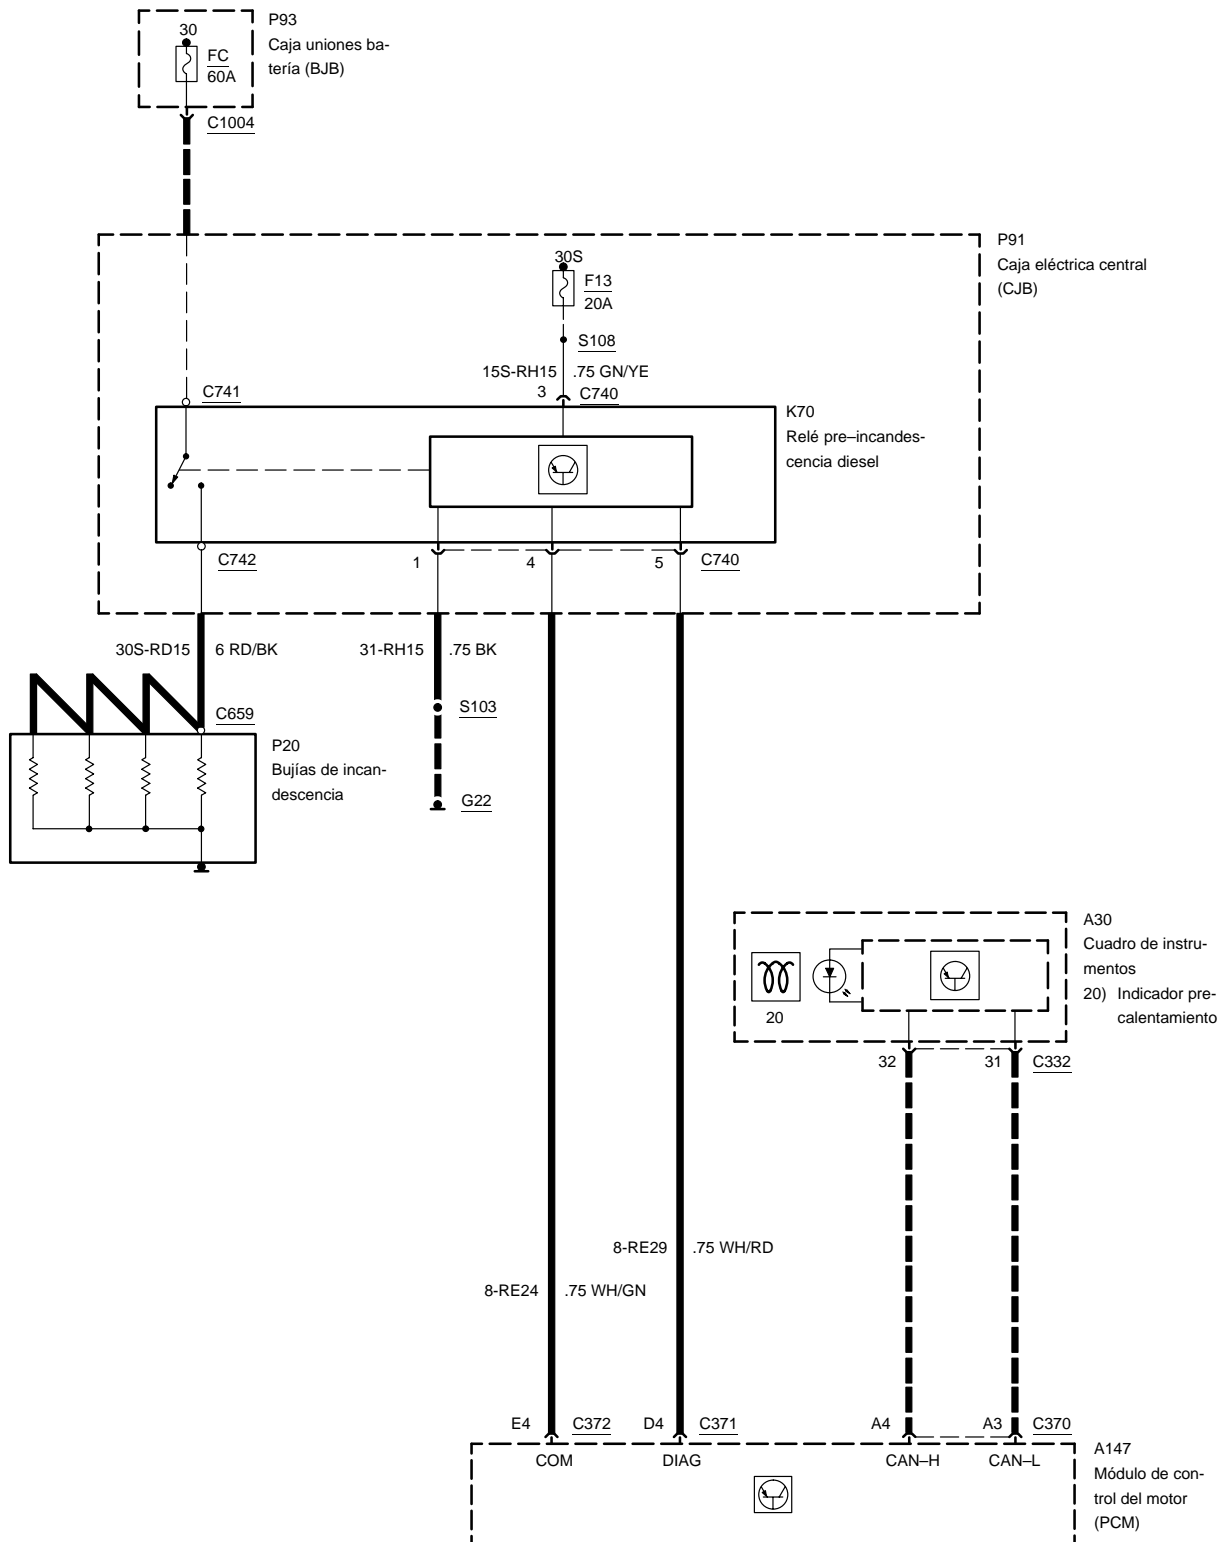 30
FC
60A
P93
Caja uniones ba-
tería (BJB)
C1004
P91
Caja eléctrica central
(CJB)
30S
F13
20A
S108
15S-RH15 .75 GN/YE
3 C740
C741
K70
Relé pre–incandes-
cencia diesel
C742
1 4 5 C740
30S-RD15 6 RD/BK
31-RH15 .75 BK
C659
S103
P20
Bujías de incan-
descencia
G22
A30
Cuadro de instru-
mentos
20) Indicador pre-
calentamiento
20
32 31 C332
8-RE29 .75 WH/RD
8-RE24 .75 WH/GN
E4 C372 D4 C371 A4 A3 C370
COM DIAG CAN–H CAN–L
A147
Módulo de con-
trol del motor
(PCM)